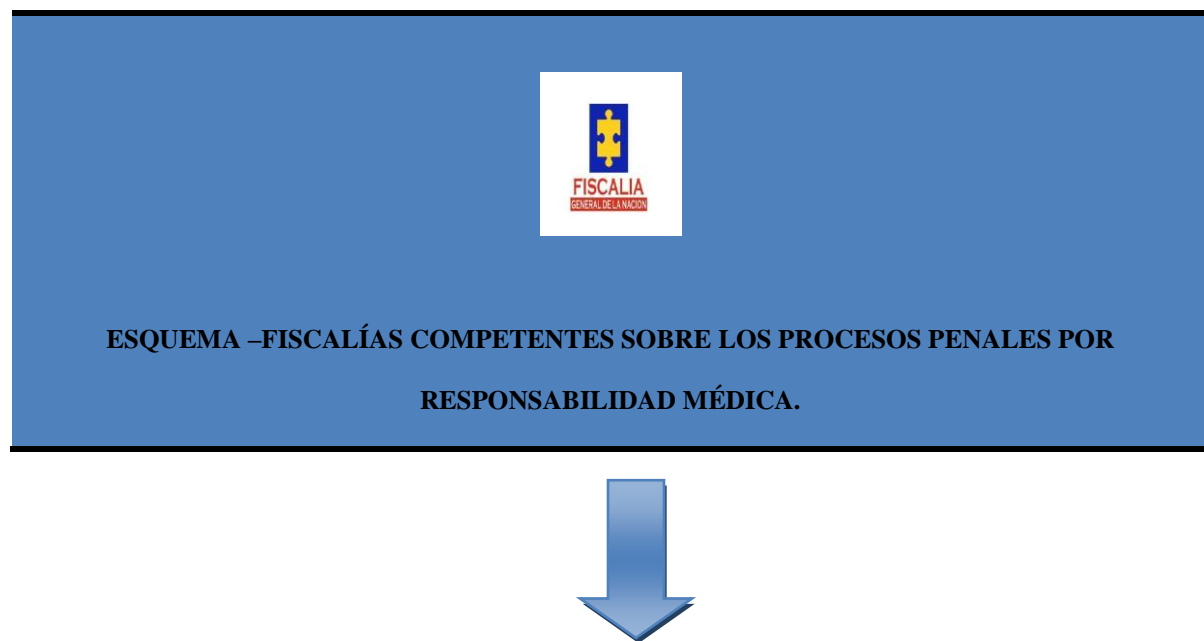 FISCALIA
GENERAL DE LA NACION
ESQUEMA –FISCALÍAS COMPETENTES SOBRE LOS PROCESOS PENALES POR
RESPONSABILIDAD MÉDICA.